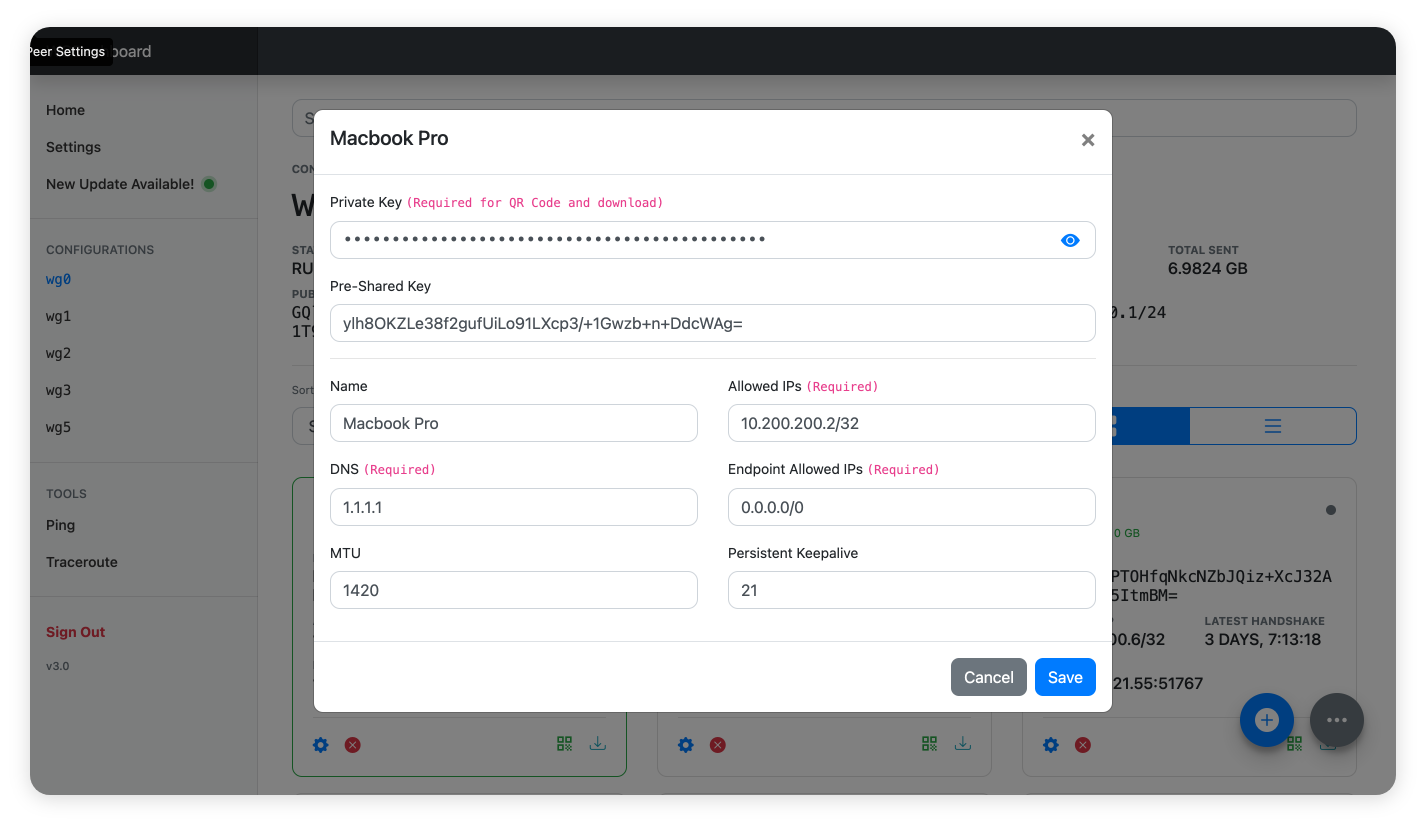 Peer Settings board
Home
Settings
New Update Available!
CONFIGURATIONS
wg0
wg1
wg2
wg3
wg5
TOOLS
Ping
Traceroute
Sign Out
v3.0
Macbook Pro
×
Private Key (Required for QR Code and download)
••••••••••••••••••••••••••••••••••••••••••••
Pre-Shared Key
ylh8OKZLe38f2gufUiLo91LXcp3/+1Gwzb+n+DdcWAg=
Name
Allowed IPs (Required)
Macbook Pro
10.200.200.2/32
DNS (Required)
Endpoint Allowed IPs (Required)
1.1.1.1
0.0.0.0/0
MTU
Persistent Keepalive
1420
21
Cancel
Save
TOTAL SENT
6.9824 GB
0.1/24
Sort
0 GB
PTOHfqNkcNZbJQiz+XcJ32A
5ItmBM=
LATEST HANDSHAKE
00.6/32
3 DAYS, 7:13:18
21.55:51767